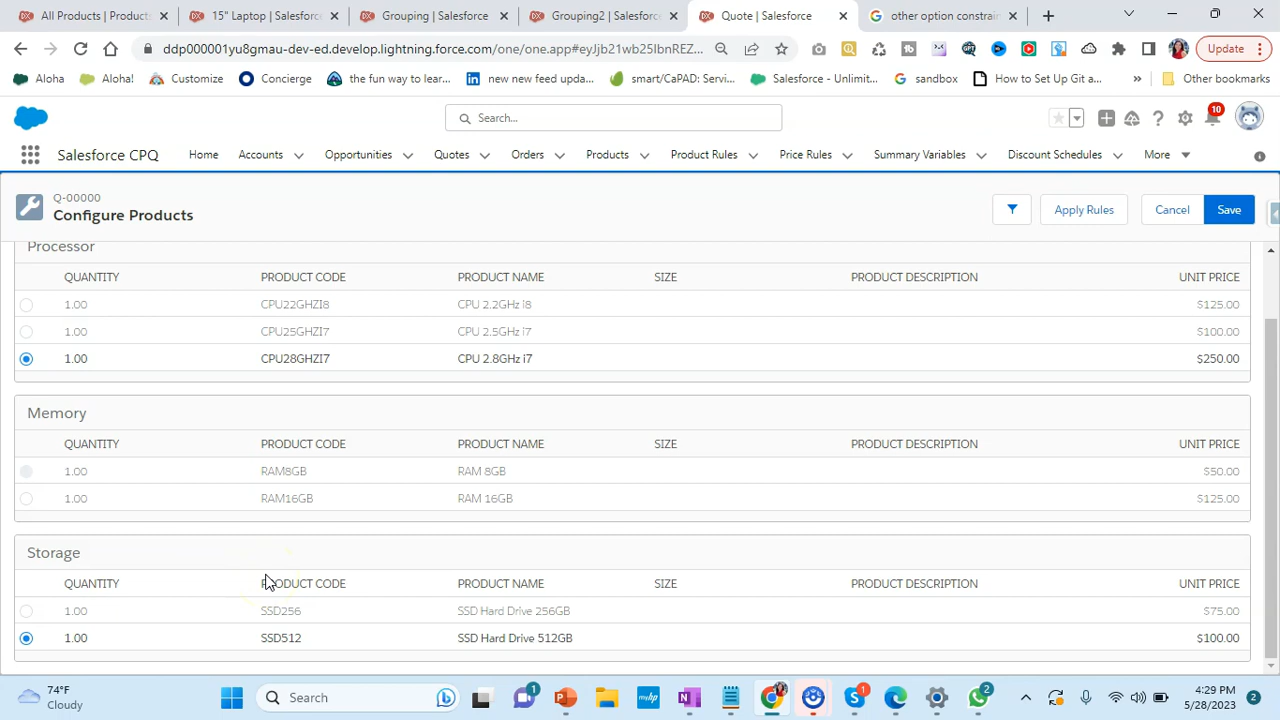 All Products | Products
15" Laptop | Salesforce
Grouping | Salesforce
Grouping2 | Salesforce
Quote | Salesforce
other option constrain
ddp000001yu8gmau-dev-ed.develop.lightning.force.com/one/one.app#eyJjb21wb25lbnREZ...
Update
Aloha
Aloha!
Customize
Concierge
the fun way to lear...
new new feed upda...
smart/CaPAD: Servi...
Salesforce - Unlimit...
sandbox
How to Set Up Git a...
Other bookmarks
Search...
10
Salesforce CPQ
Home
Accounts
Opportunities
Quotes
Orders
Products
Product Rules
Price Rules
Summary Variables
Discount Schedules
More
Q-00000
Configure Products
Apply Rules
Cancel
Save
Processor
QUANTITY PRODUCT CODE PRODUCT NAME SIZE PRODUCT DESCRIPTION UNIT PRICE
1.00 CPU22GHZI8 CPU 2.2GHz i8 $125.00
1.00 CPU25GHZI7 CPU 2.5GHz i7 $100.00
1.00 CPU28GHZI7 CPU 2.8GHz i7 $250.00
Memory
QUANTITY PRODUCT CODE PRODUCT NAME SIZE PRODUCT DESCRIPTION UNIT PRICE
1.00 RAM8GB RAM 8GB $50.00
1.00 RAM16GB RAM 16GB $125.00
Storage
QUANTITY PRODUCT CODE PRODUCT NAME SIZE PRODUCT DESCRIPTION UNIT PRICE
1.00 SSD256 SSD Hard Drive 256GB $75.00
1.00 SSD512 SSD Hard Drive 512GB $100.00
74°F
Cloudy
Search
1
1
2
4:29 PM
5/28/2023
2